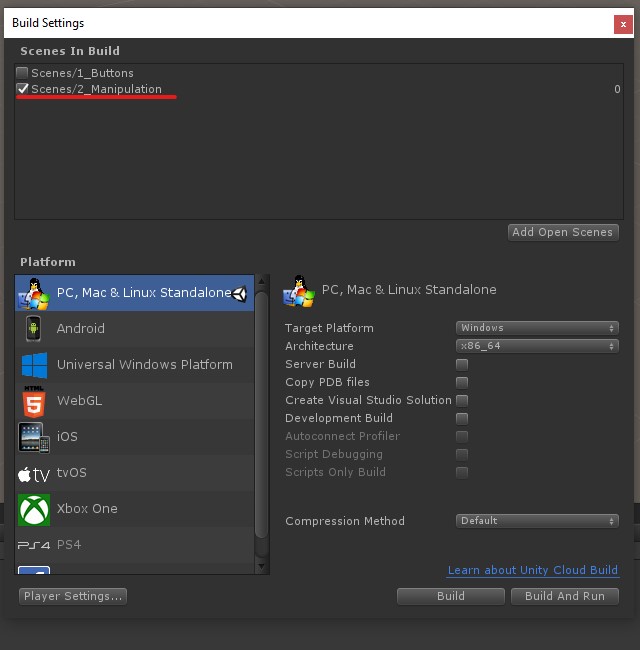 Build Settings
x
Scenes In Build
Scenes/1_Buttons
Scenes/2_Manipulation 0
Add Open Scenes
Platform
PC, Mac & Linux Standalone
Android
Universal Windows Platform
HTML
5
WebGL
iOS
tv
tvOS
Xbox One
PS4
PS4
PC, Mac & Linux Standalone
Target Platform Windows
Architecture x86_64
Server Build
Copy PDB files
Create Visual Studio Solution
Development Build
Autoconnect Profiler
Script Debugging
Scripts Only Build
Compression Method Default
Learn about Unity Cloud Build
Player Settings... Build Build And Run